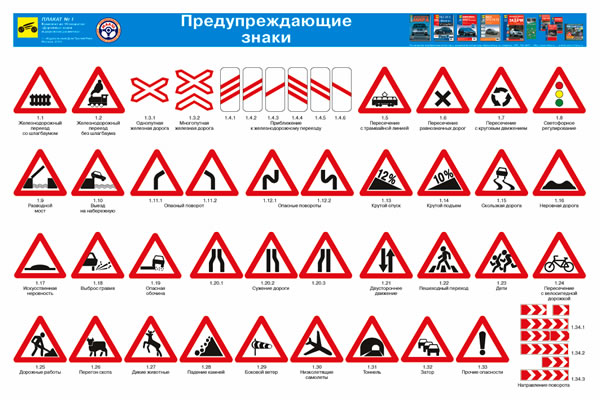 ПЛАКАТ № 1
Предупреждающие
знаки
1.1
Железнодорожный
переезд
со шлагбаумом
1.2
Железнодорожный
переезд
без шлагбаума
1.3.1
Однопутная
железная дорога
1.3.2
Многопутная
железная дорога
1.4.1 1.4.2 1.4.3 1.4.4 1.4.5 1.4.6
Приближение
к железнодорожному переезду
1.5
Пересечение
с трамвайной линией
1.6
Пересечение
равнозначных дорог
1.7
Пересечение
с круговым движением
1.8
Светофорное
регулирование
1.9
Разводной
мост
1.10
Выезд
на набережную
1.11.1 1.11.2
Опасный поворот
1.12.1 1.12.2
Опасные повороты
12%
1.13
Крутой спуск
10%
1.14
Крутой подъем
1.15
Скользкая дорога
1.16
Неровная дорога
1.17
Искусственная
неровность
1.18
Выброс гравия
1.19
Опасная
обочина
1.20.1 1.20.2 1.20.3
Сужение дороги
1.21
Двустороннее
движение
1.22
Пешеходный переход
1.23
Дети
1.24
Пересечение
с велосипедной
дорожкой
1.25
Дорожные работы
1.26
Перегон скота
1.27
Дикие животные
1.28
Падение камней
1.29
Боковой ветер
1.30
Низколетящие
самолеты
1.31
Тоннель
1.32
Затор
1.33
Прочие опасности
1.34.1
1.34.2
1.34.3
Направления поворота